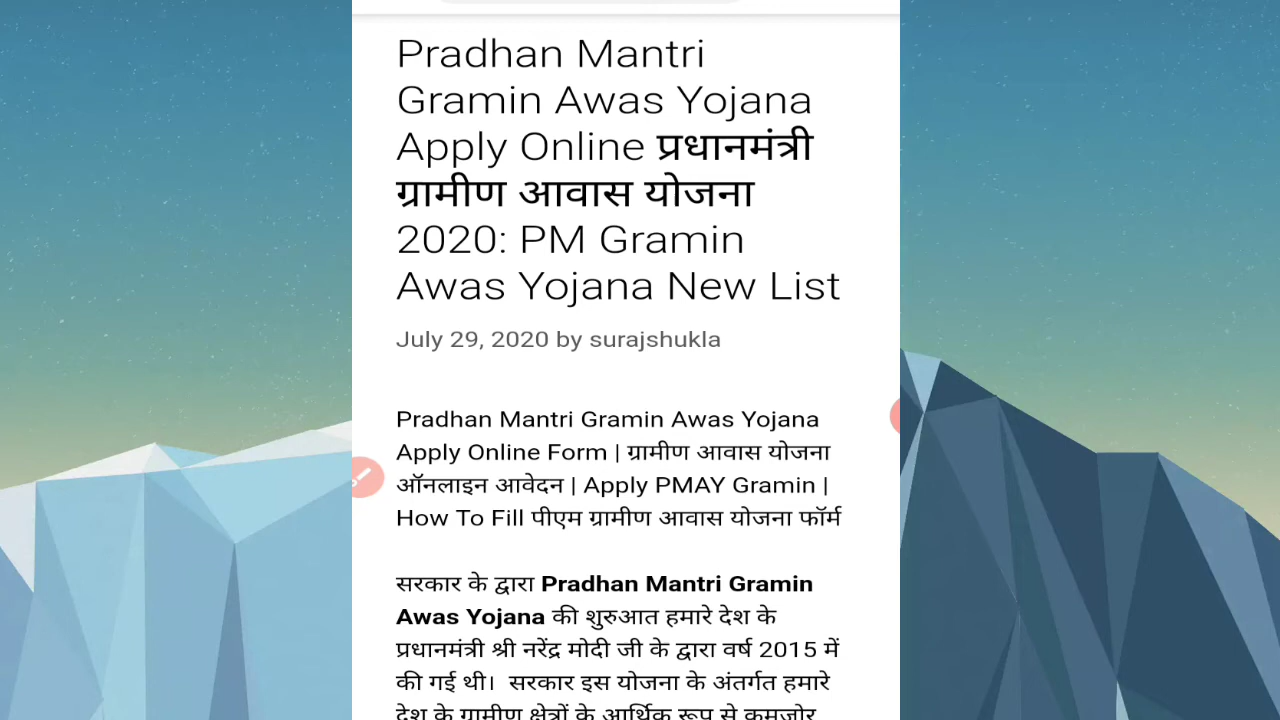 Pradhan Mantri
Gramin Awas Yojana
Apply Online प्रधानमंत्री
ग्रामीण आवास योजना
2020: PM Gramin
Awas Yojana New List
July 29, 2020 by surajshukla
Pradhan Mantri Gramin Awas Yojana
Apply Online Form | ग्रामीण आवास योजना
ऑनलाइन आवेदन | Apply PMAY Gramin |
How To Fill पीएम ग्रामीण आवास योजना फॉर्म
सरकार के द्वारा Pradhan Mantri Gramin
Awas Yojana की शुरुआत हमारे देश के
प्रधानमंत्री श्री नरेंद्र मोदी जी के द्वारा वर्ष 2015 में
की गई थी। सरकार इस योजना के अंतर्गत हमारे
देश के ग्रामीण क्षेत्रों के आर्थिक रूप से कमजोर